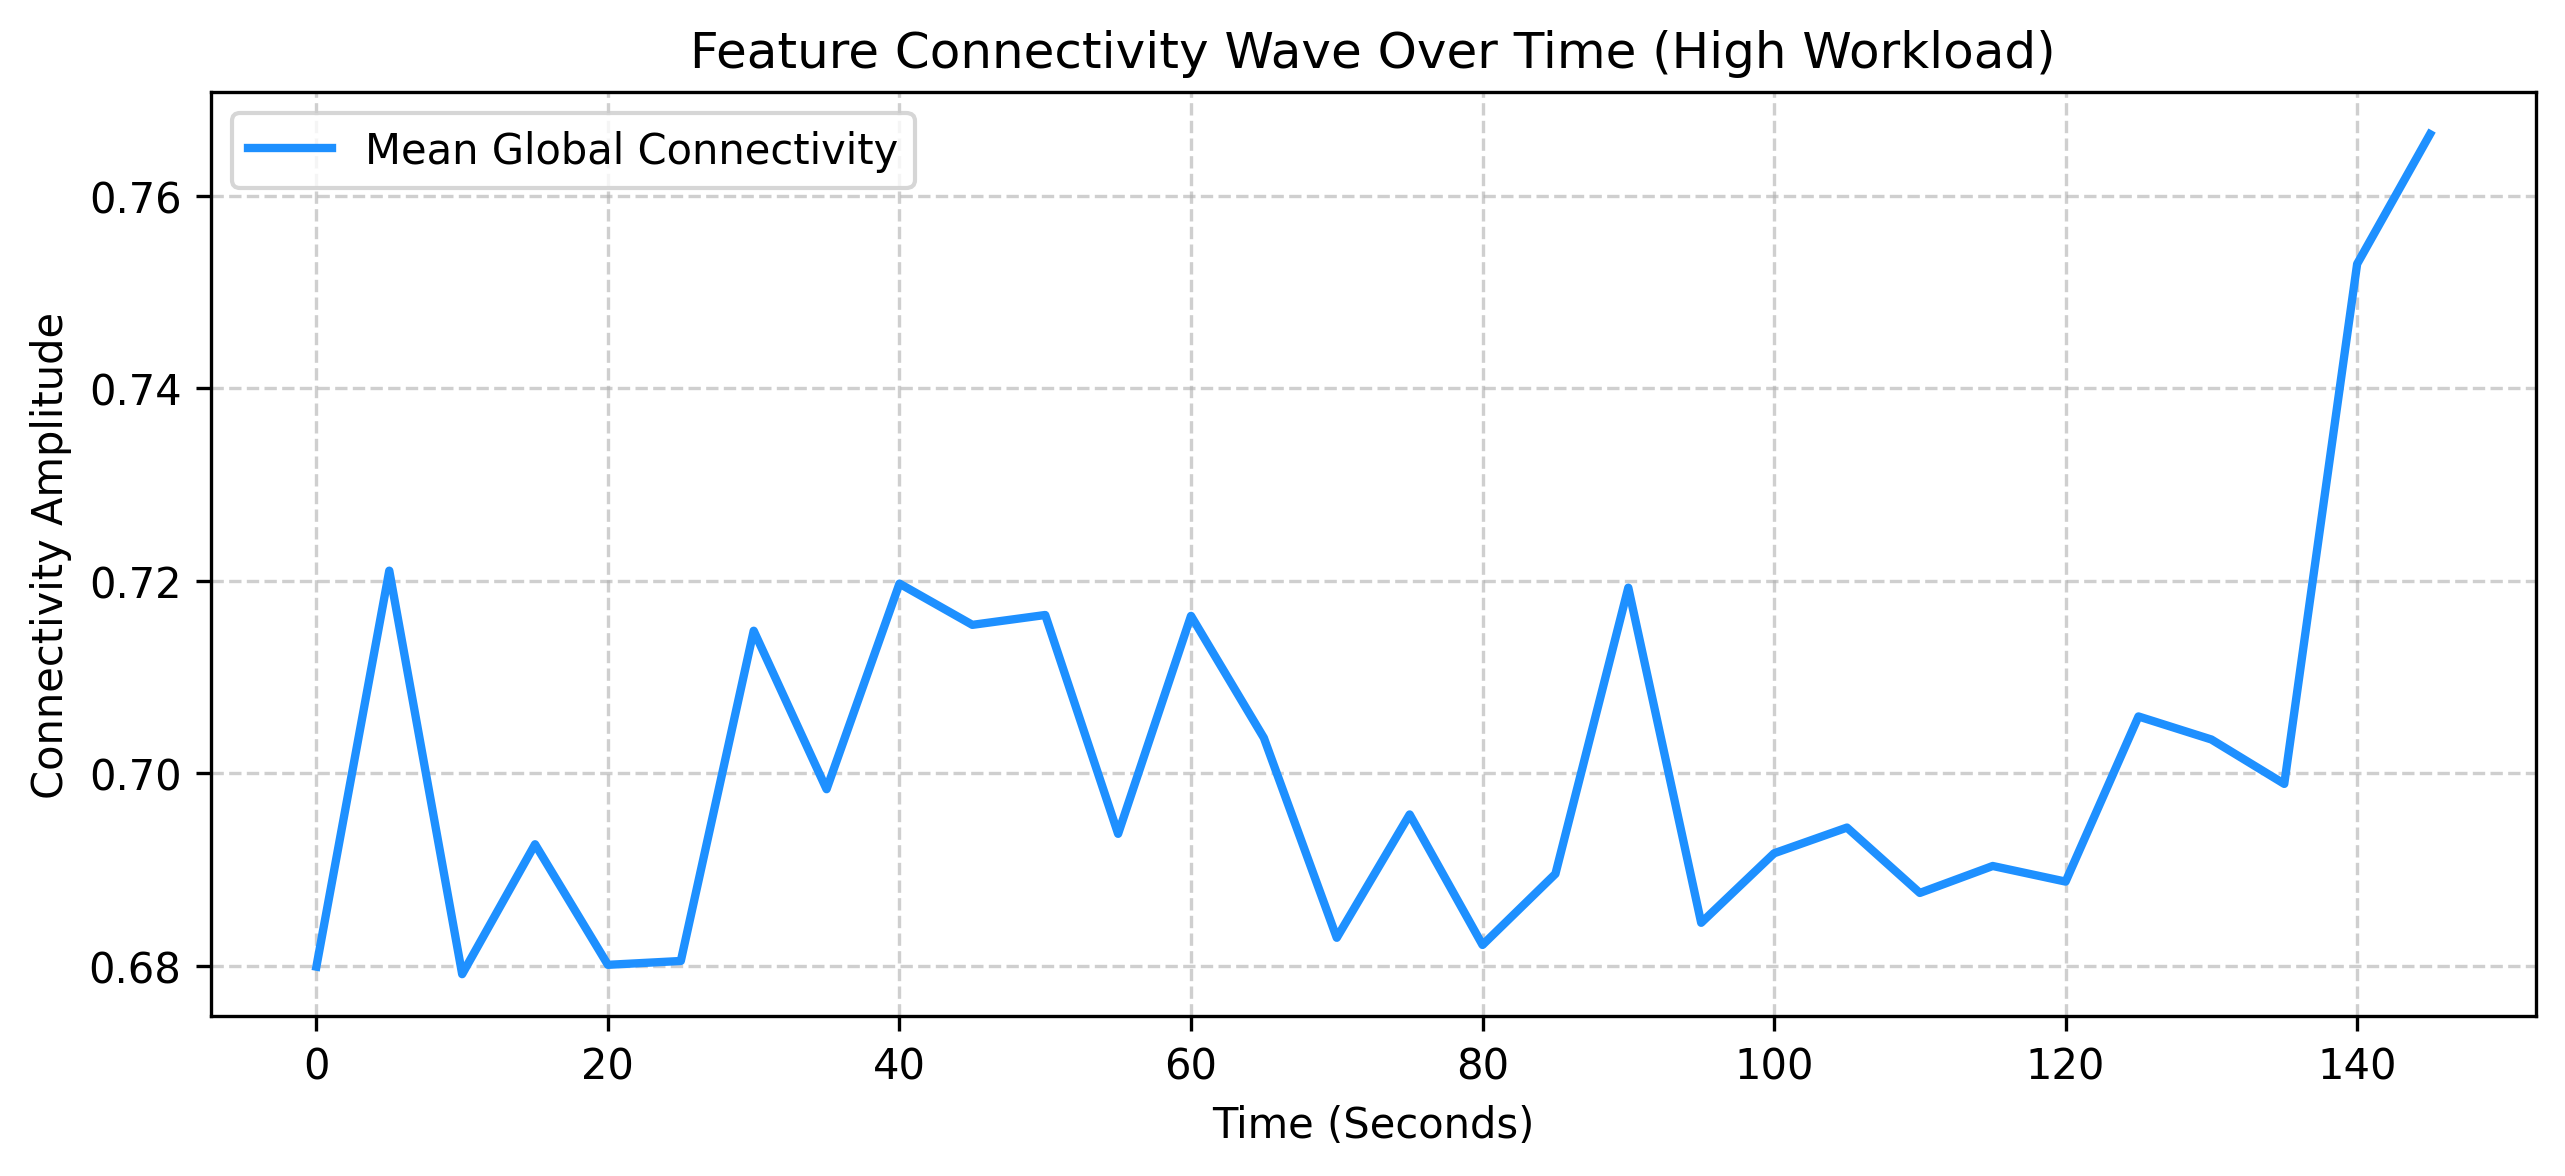 Feature Connectivity Wave Over Time (High Workload)
Mean Global Connectivity
Connectivity Amplitude
0.76
0.74
0.72
0.70
0.68
0 20 40 60 80 100 120 140
Time (Seconds)